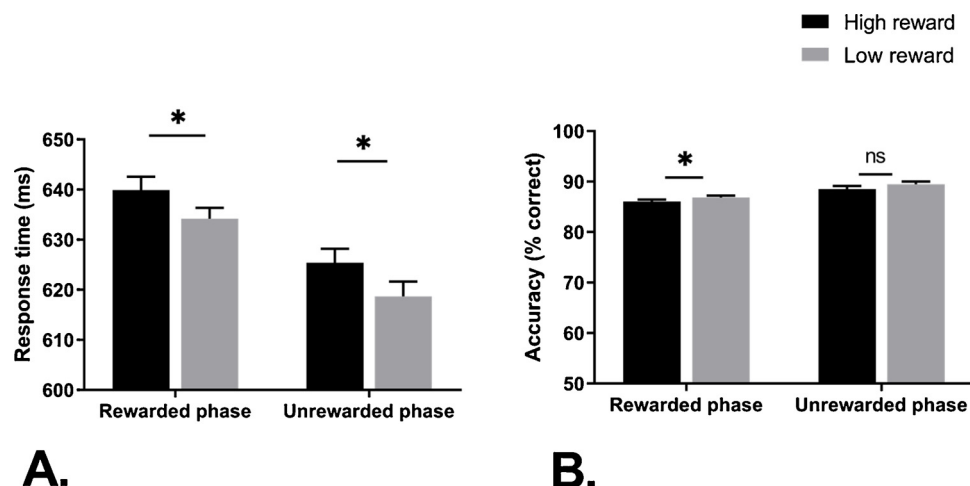 High reward
Low reward
*
*
650
640
630
620
610
600
Response time (ms)
Rewarded phase
Unrewarded phase
A.
*
ns
100
90
80
70
60
50
Accuracy (% correct)
Rewarded phase
Unrewarded phase
B.